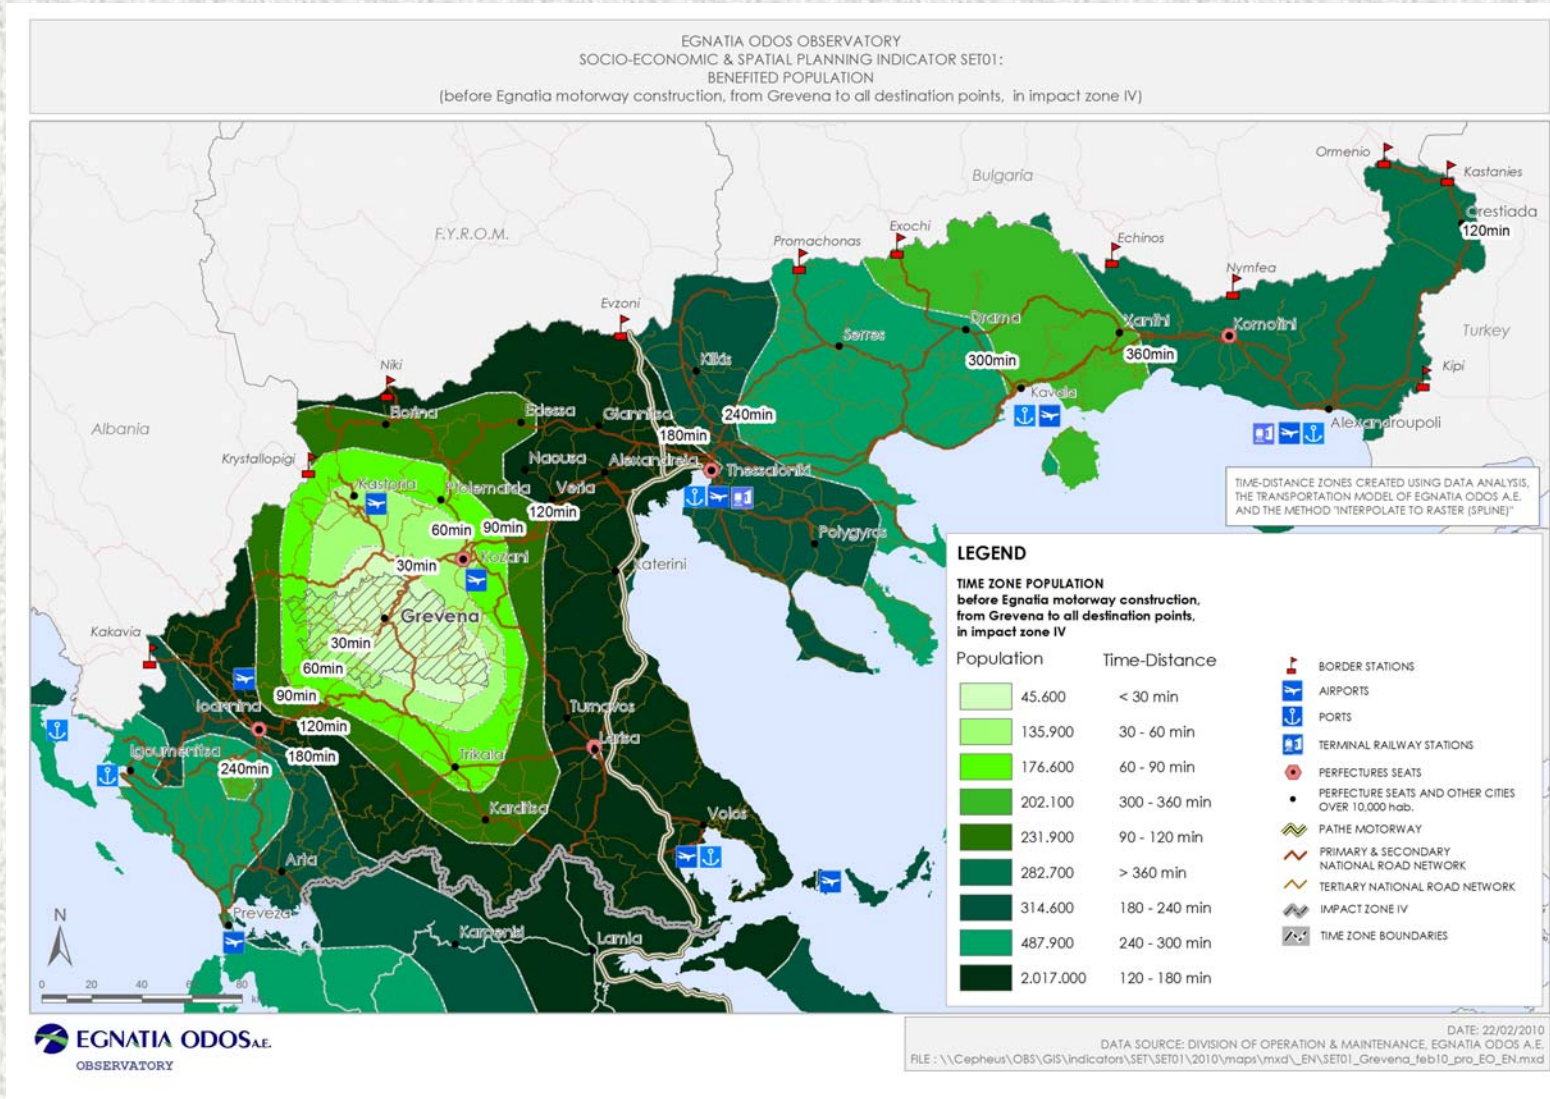 EGNATIA ODOS OBSERVATORY
SOCIO-ECONOMIC & SPATIAL PLANNING INDICATOR SET01:
BENEFITED POPULATION
(before Egnatia motorway construction, from Grevena to all destination points, in impact zone IV)
Ormenio
Kastanies
Bulgaria
Orestiada
120min
F.Y.R.O.M.
Promachonas
Exochi
Echinos
Nymfea
Evzoni
Serres
Drama
Xanthi
Komotini
Turkey
Kilkis
300min
360min
Kipi
Niki
Kavala
Albania
Florina
Edessa
Giannitsa
240min
180min
Alexandroupoli
Krystallopigi
Naousa
Alexandreia
Thessaloniki
Kastoria
Ptolemaida
Veria
120min
TIME-DISTANCE ZONES CREATED USING DATA ANALYSIS,
THE TRANSPORTATION MODEL OF EGNATIA ODOS A.E.
AND THE METHOD "INTERPOLATE TO RASTER (SPLINE)"
60min
90min
Polygyros
Kozani
30min
Katerini
Grevena
Kakavia
30min
60min
90min
Ioannina
120min
Turnavos
180min
Larisa
Igoumenitsa
240min
Trikala
Karditsa
Volos
Arta
Preveza
Karpenisi
Lamia
N
0 20 40 60 80
LEGEND
TIME ZONE POPULATION
before Egnatia motorway construction,
from Grevena to all destination points,
in impact zone IV
Population Time-Distance
45.600 < 30 min
135.900 30 - 60 min
176.600 60 - 90 min
202.100 300 - 360 min
231.900 90 - 120 min
282.700 > 360 min
314.600 180 - 240 min
487.900 240 - 300 min
2.017.000 120 - 180 min
BORDER STATIONS
AIRPORTS
PORTS
TERMINAL RAILWAY STATIONS
PERFECTURES SEATS
PERFECTURE SEATS AND OTHER CITIES
OVER 10,000 hab.
PATHE MOTORWAY
PRIMARY & SECONDARY
NATIONAL ROAD NETWORK
TERTIARY NATIONAL ROAD NETWORK
IMPACT ZONE IV
TIME ZONE BOUNDARIES
EGNATIA ODOS A.E.
OBSERVATORY
DATE: 22/02/2010
DATA SOURCE: DIVISION OF OPERATION & MAINTENANCE, EGNATIA ODOS A.E.
FILE : \\Cepheus\OBS\GIS\indicators\SET\SET01\2010\maps\mxd\_EN\SET01_Grevena_feb10_pro_EO_EN.mxd